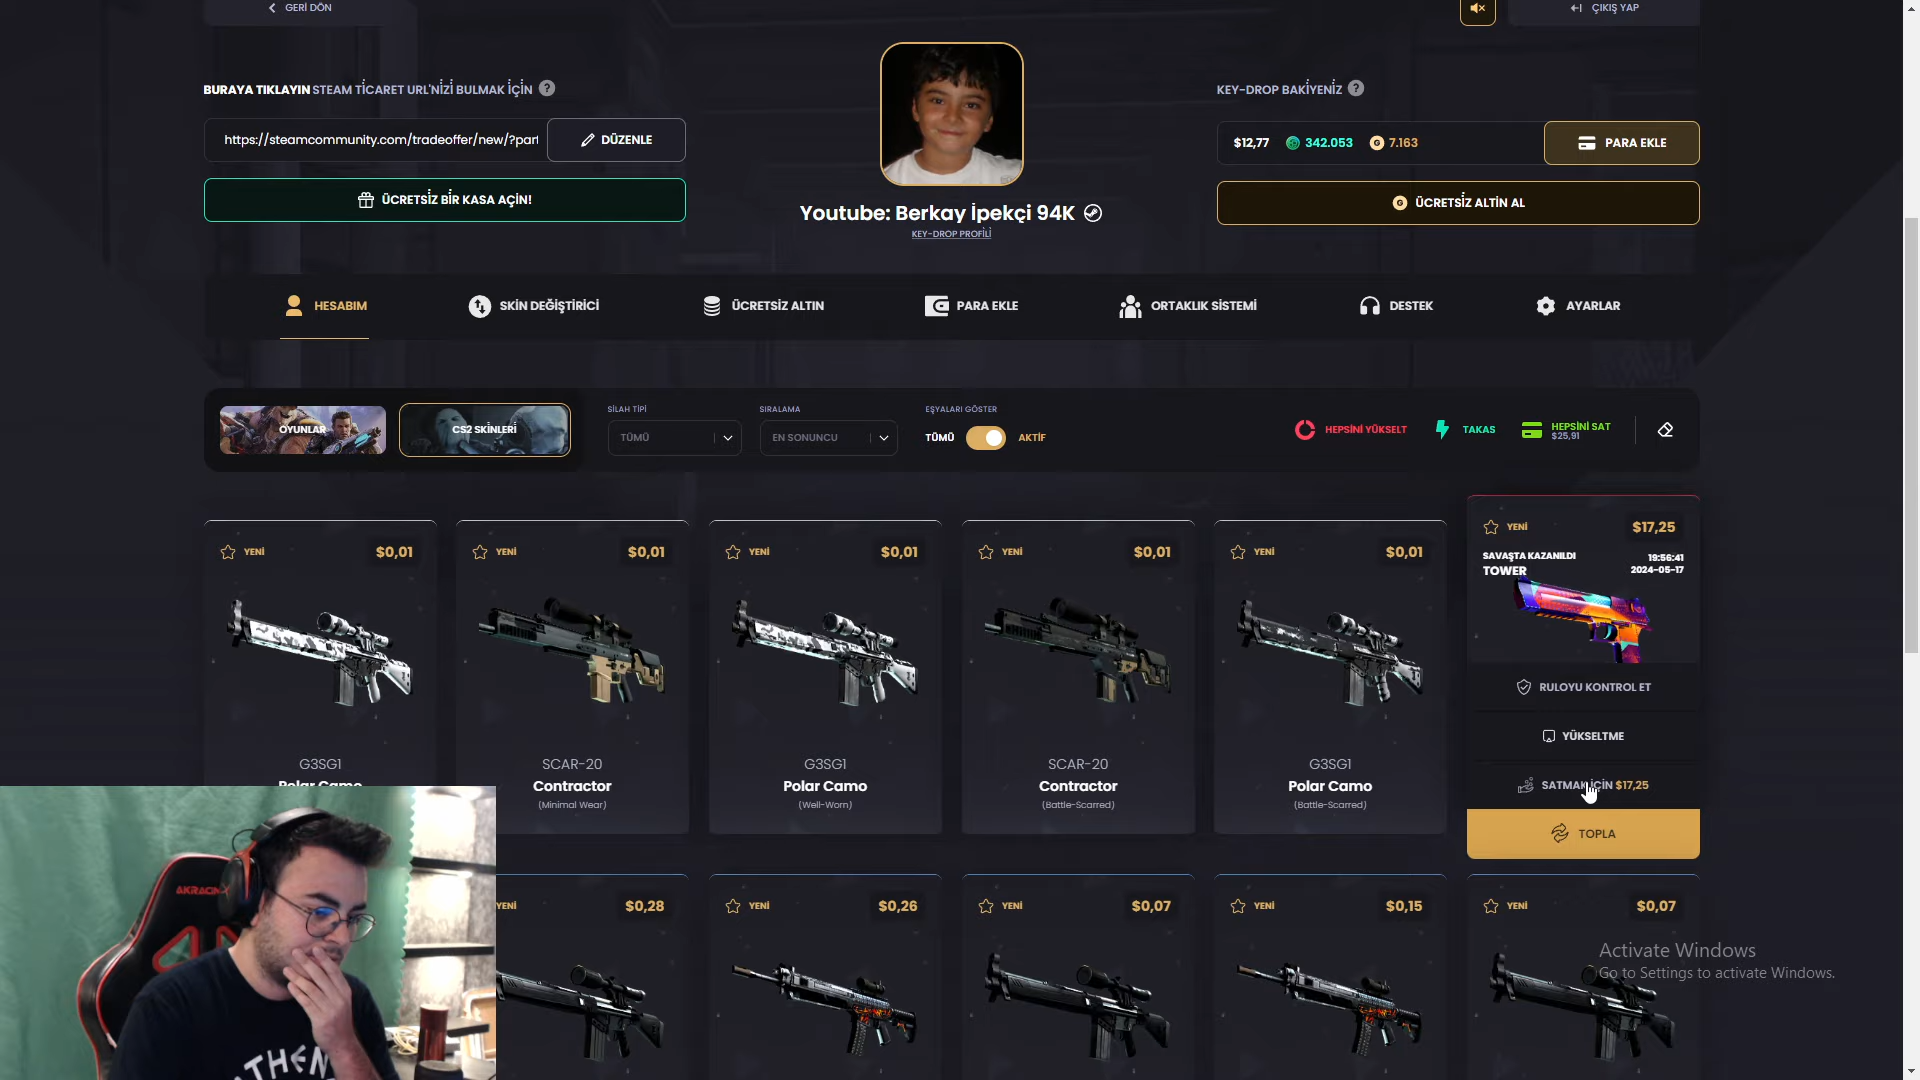 GERİ DÖN
ÇIKIŞ YAP
BURAYA TIKLAYIN STEAM TİCARET URL'NİZİ BULMAK İÇİN ?
https://steamcommunity.com/tradeoffer/new/?part
DÜZENLE
ÜCRETSİZ BİR KASA AÇIN!
Youtube: Berkay İpekçi 94K
KEY-DROP PROFİLİ
KEY-DROP BAKİYENİZ ?
$12,77 342.053 G 7.163
PARA EKLE
G ÜCRETSİZ ALTIN AL
HESABIM
SKİN DEĞİŞTİRİCİ
ÜCRETSİZ ALTIN
PARA EKLE
ORTAKLIK SİSTEMİ
DESTEK
AYARLAR
OYUNLAR
CS2 SKİNLERİ
SİLAH TİPİ
TÜMÜ
SIRALAMA
EN SONUNCU
EŞYALARI GÖSTER
TÜMÜ AKTİF
HEPSİNİ YÜKSELT
TAKAS
HEPSİNİ SAT
$25,91
YENİ $0,01
G3SG1
Polar Camo
YENİ $0,01
SCAR-20
Contractor
(Minimal Wear)
YENİ $0,01
G3SG1
Polar Camo
(Well-Worn)
YENİ $0,01
SCAR-20
Contractor
(Battle-Scarred)
YENİ $0,01
G3SG1
Polar Camo
(Battle-Scarred)
YENİ $17,25
SAVAŞTA KAZANILDI 19:56:41
TOWER 2024-05-17
RULOYU KONTROL ET
YÜKSELTME
SATMAK İÇİN $17,25
TOPLA
YENİ $0,28
YENİ $0,26
YENİ $0,07
YENİ $0,15
YENİ $0,07
AKRACING
Activate Windows
Go to Settings to activate Windows.